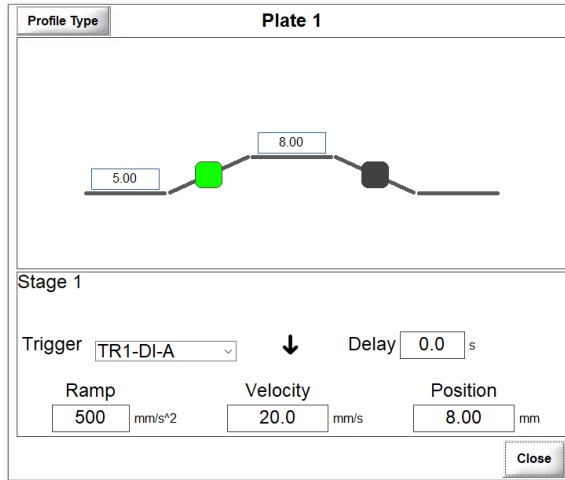 Profile Type
Plate 1
8.00
5.00
Stage 1
Trigger TR1-DI-A Delay 0.0 s
Ramp Velocity Position
500 mm/s^2 20.0 mm/s 8.00 mm
Close